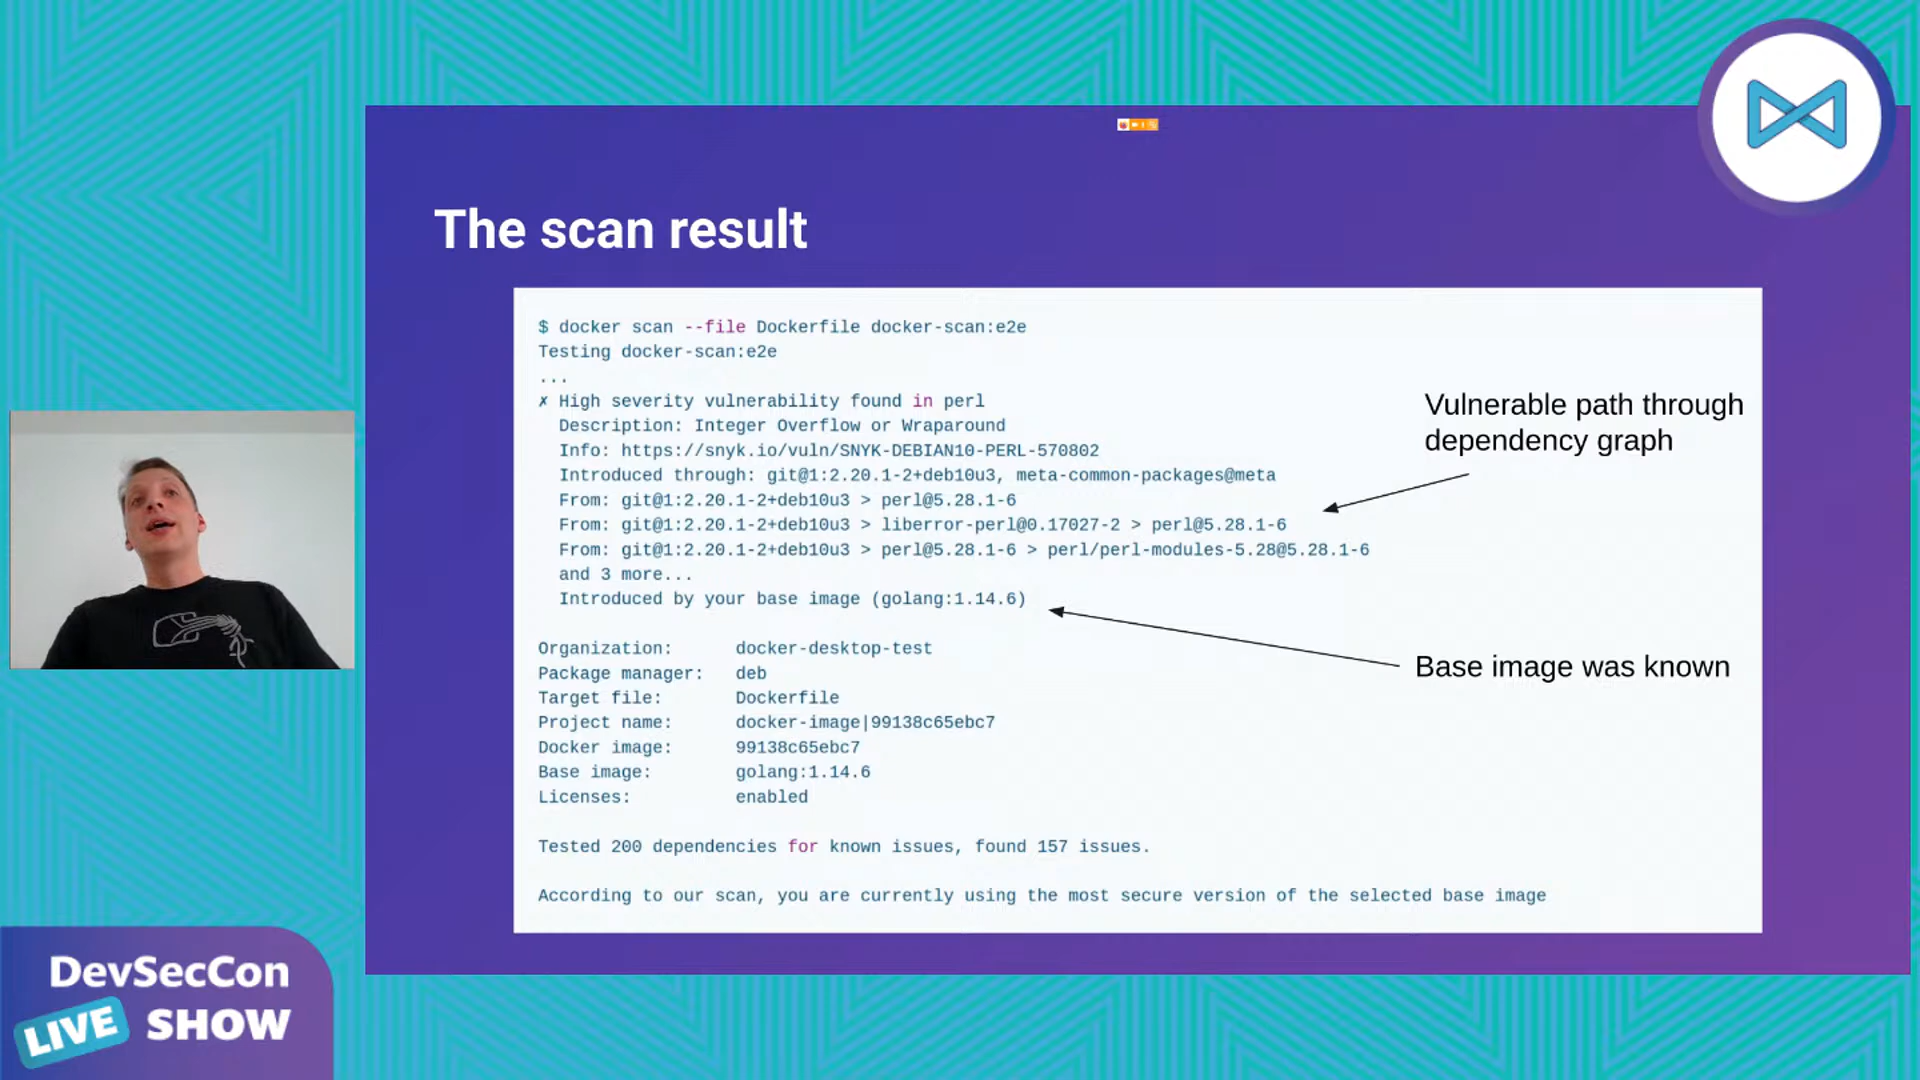 The scan result
$ docker scan --file Dockerfile docker-scan:e2e
Testing docker-scan:e2e
...
✗ High severity vulnerability found in perl
Description: Integer Overflow or Wraparound
Info: https://snyk.io/vuln/SNYK-DEBIAN10-PERL-570802
Introduced through: git@1:2.20.1-2+deb10u3, meta-common-packages@meta
From: git@1:2.20.1-2+deb10u3 > perl@5.28.1-6
From: git@1:2.20.1-2+deb10u3 > liberror-perl@0.17027-2 > perl@5.28.1-6
From: git@1:2.20.1-2+deb10u3 > perl@5.28.1-6 > perl/perl-modules-5.28@5.28.1-6
and 3 more...
Introduced by your base image (golang:1.14.6)
Vulnerable path through
dependency graph
Base image was known
Organization: docker-desktop-test
Package manager: deb
Target file: Dockerfile
Project name: docker-image|99138c65ebc7
Docker image: 99138c65ebc7
Base image: golang:1.14.6
Licenses: enabled
Tested 200 dependencies for known issues, found 157 issues.
According to our scan, you are currently using the most secure version of the selected base image
DevSecCon
LIVE SHOW